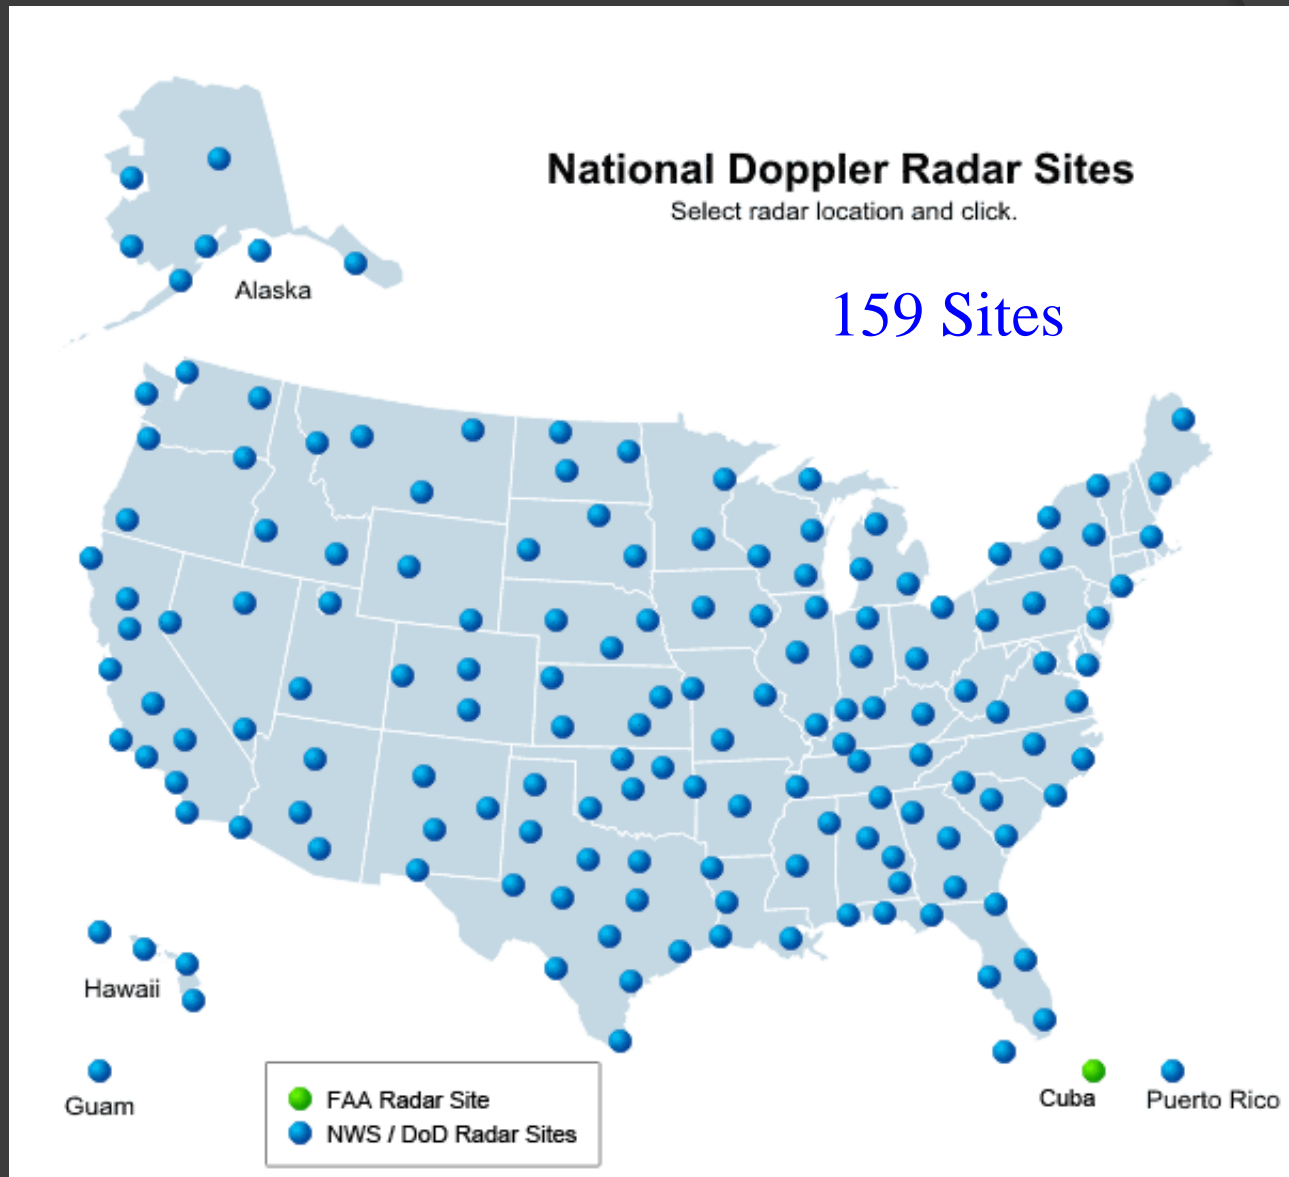 National Doppler Radar Sites
Select radar location and click.
159 Sites
Alaska
Hawaii
Guam
FAA Radar Site
NWS / DoD Radar Sites
Cuba
Puerto Rico